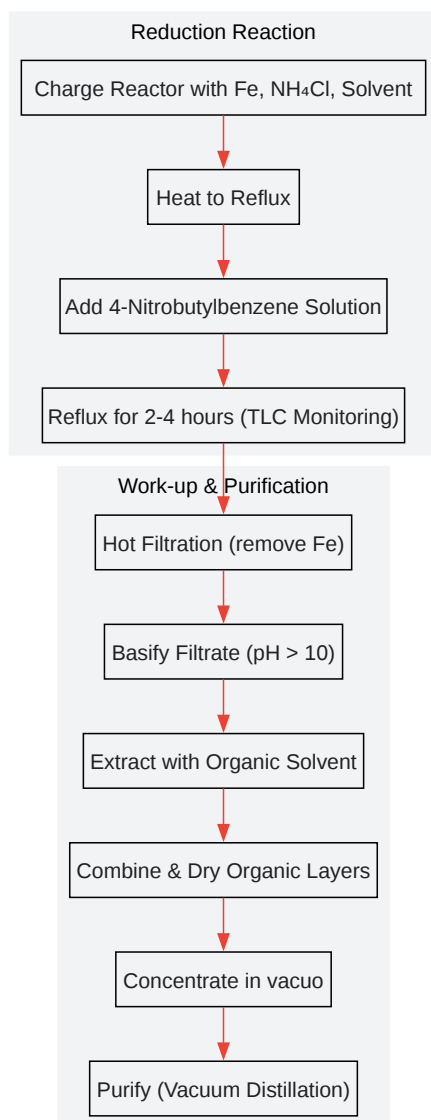 Reduction Reaction
Charge Reactor with Fe, NH₄Cl, Solvent
Heat to Reflux
Add 4-Nitrobutylbenzene Solution
Reflux for 2-4 hours (TLC Monitoring)
Work-up & Purification
Hot Filtration (remove Fe)
Basify Filtrate (pH > 10)
Extract with Organic Solvent
Combine & Dry Organic Layers
Concentrate in vacuo
Purify (Vacuum Distillation)